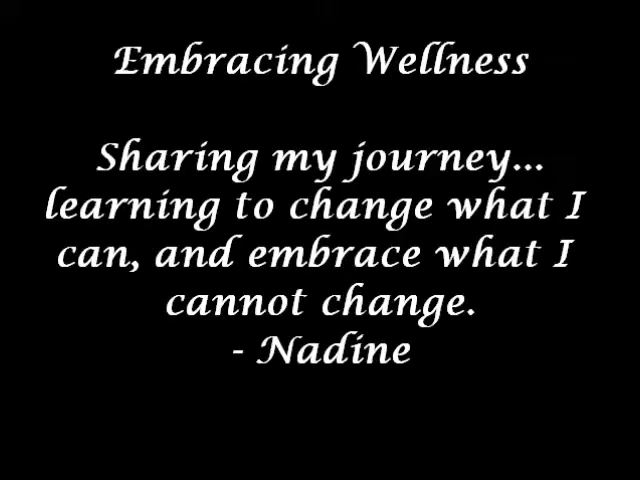 Embracing Wellness
Sharing my journey...
learning to change what I
can, and embrace what I
cannot change.
- Nadine